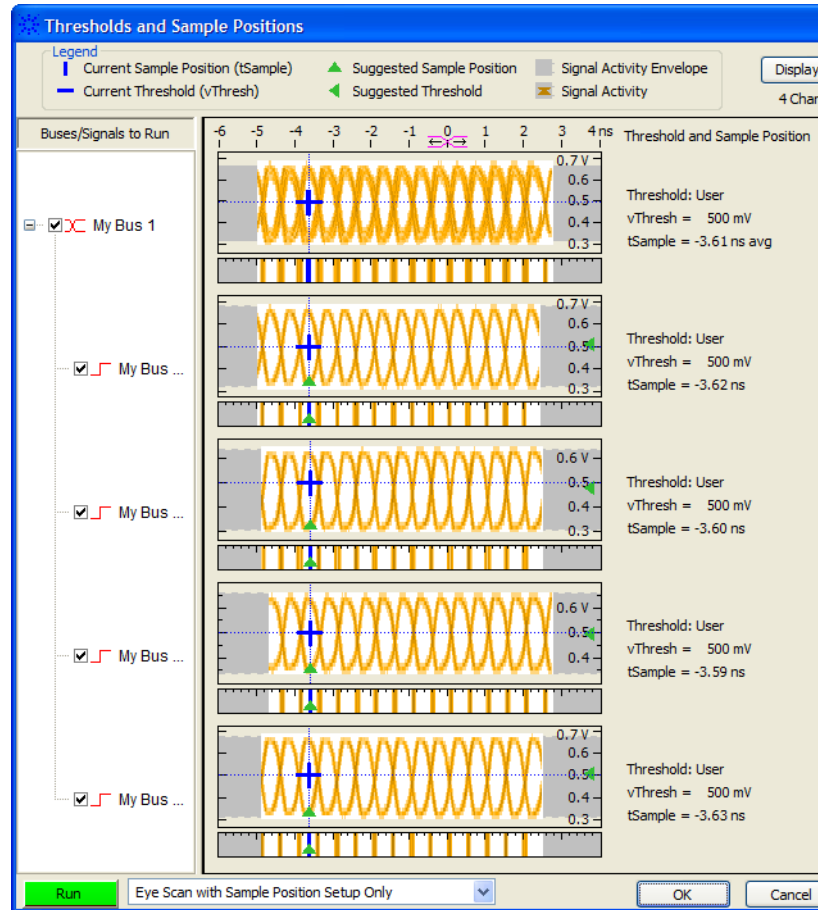 Thresholds and Sample Positions
Legend
Current Sample Position (tSample)
Suggested Sample Position
Signal Activity Envelope
Current Threshold (vThresh)
Suggested Threshold
Signal Activity
Display
4 Chan
Buses/Signals to Run
-6 -5 -4 -3 -2 -1 0 1 2 3 4 ns
Threshold and Sample Position
My Bus 1
0.7 V
0.6
0.5
0.4
0.3
Threshold: User
vThresh = 500 mV
tSample = -3.61 ns avg
My Bus ...
0.7 V
0.6
0.5
0.4
0.3
Threshold: User
vThresh = 500 mV
tSample = -3.62 ns
My Bus ...
0.6 V
0.5
0.4
0.3
Threshold: User
vThresh = 500 mV
tSample = -3.60 ns
My Bus ...
0.6 V
0.5
0.4
Threshold: User
vThresh = 500 mV
tSample = -3.59 ns
My Bus ...
0.7 V
0.6
0.5
0.4
0.3
Threshold: User
vThresh = 500 mV
tSample = -3.63 ns
Run
Eye Scan with Sample Position Setup Only
OK
Cancel